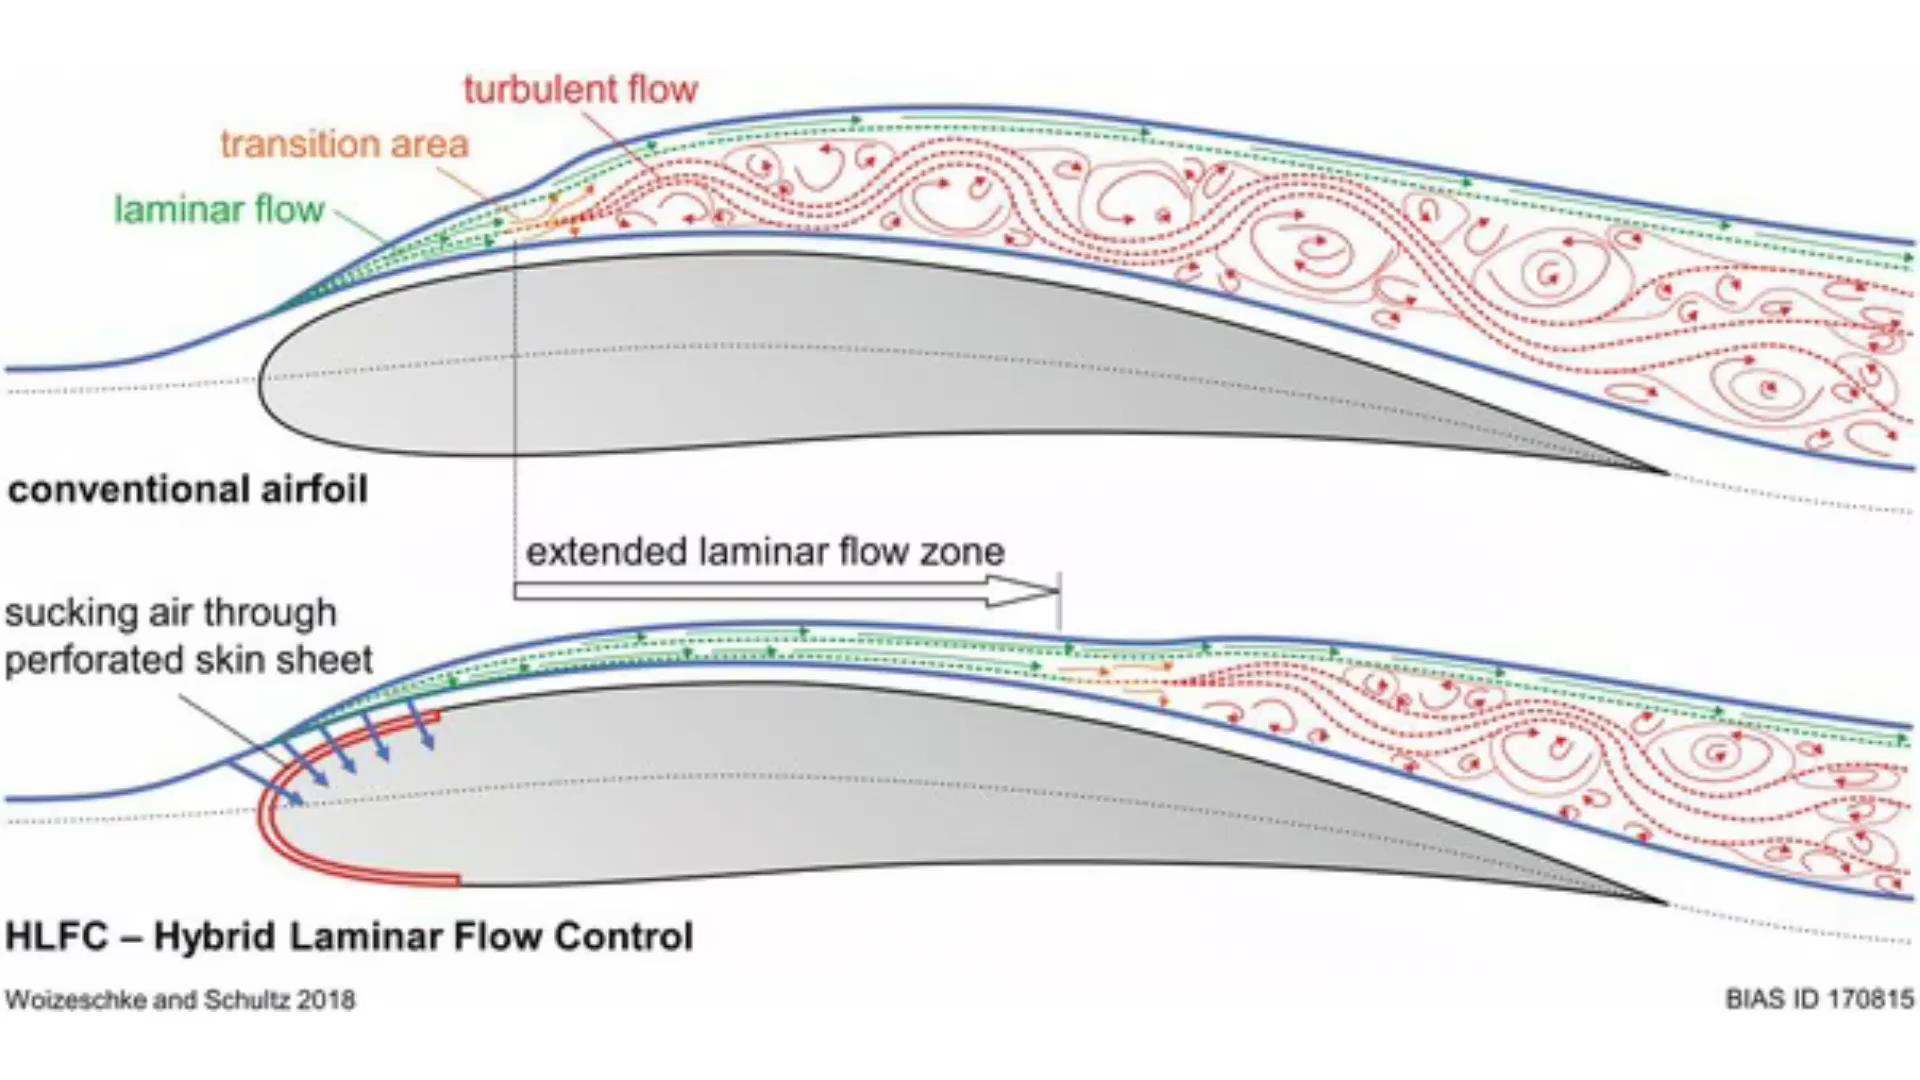 turbulent flow
transition area
laminar flow
conventional airfoil
extended laminar flow zone
sucking air through
perforated skin sheet
HLFC – Hybrid Laminar Flow Control
Woizeschke and Schultz 2018
BIAS ID 170815